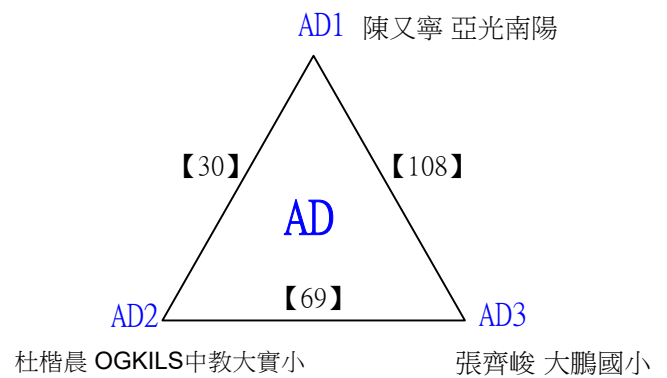 AD1 陳又寧 亞光南陽
【30】 【108】
AD
【69】
AD2 AD3
杜楷晨 OGKILS中教大實小 張齊峻 大鵬國小